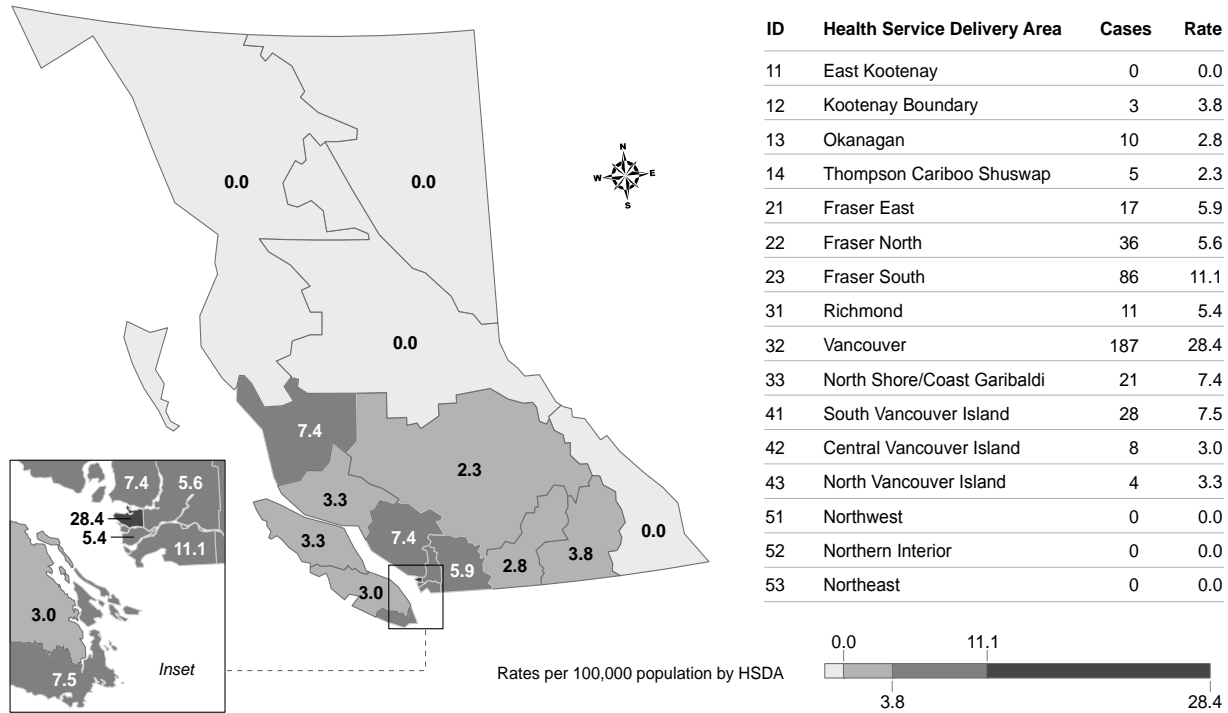 ID Health Service Delivery Area Cases Rate
11 East Kootenay 0 0.0
12 Kootenay Boundary 3 3.8
13 Okanagan 10 2.8
14 Thompson Cariboo Shuswap 5 2.3
21 Fraser East 17 5.9
22 Fraser North 36 5.6
23 Fraser South 86 11.1
31 Richmond 11 5.4
32 Vancouver 187 28.4
33 North Shore/Coast Garibaldi 21 7.4
41 South Vancouver Island 28 7.5
42 Central Vancouver Island 8 3.0
43 North Vancouver Island 4 3.3
51 Northwest 0 0.0
52 Northern Interior 0 0.0
53 Northeast 0 0.0
N
W E
S
0.0 0.0
0.0
7.4
2.3
3.3
3.3
7.4
5.9
2.8
3.8
0.0
3.0
7.4 5.6
28.4
5.4
11.1
3.0
7.5
Inset
Rates per 100,000 population by HSDA
0.0 11.1
3.8 28.4